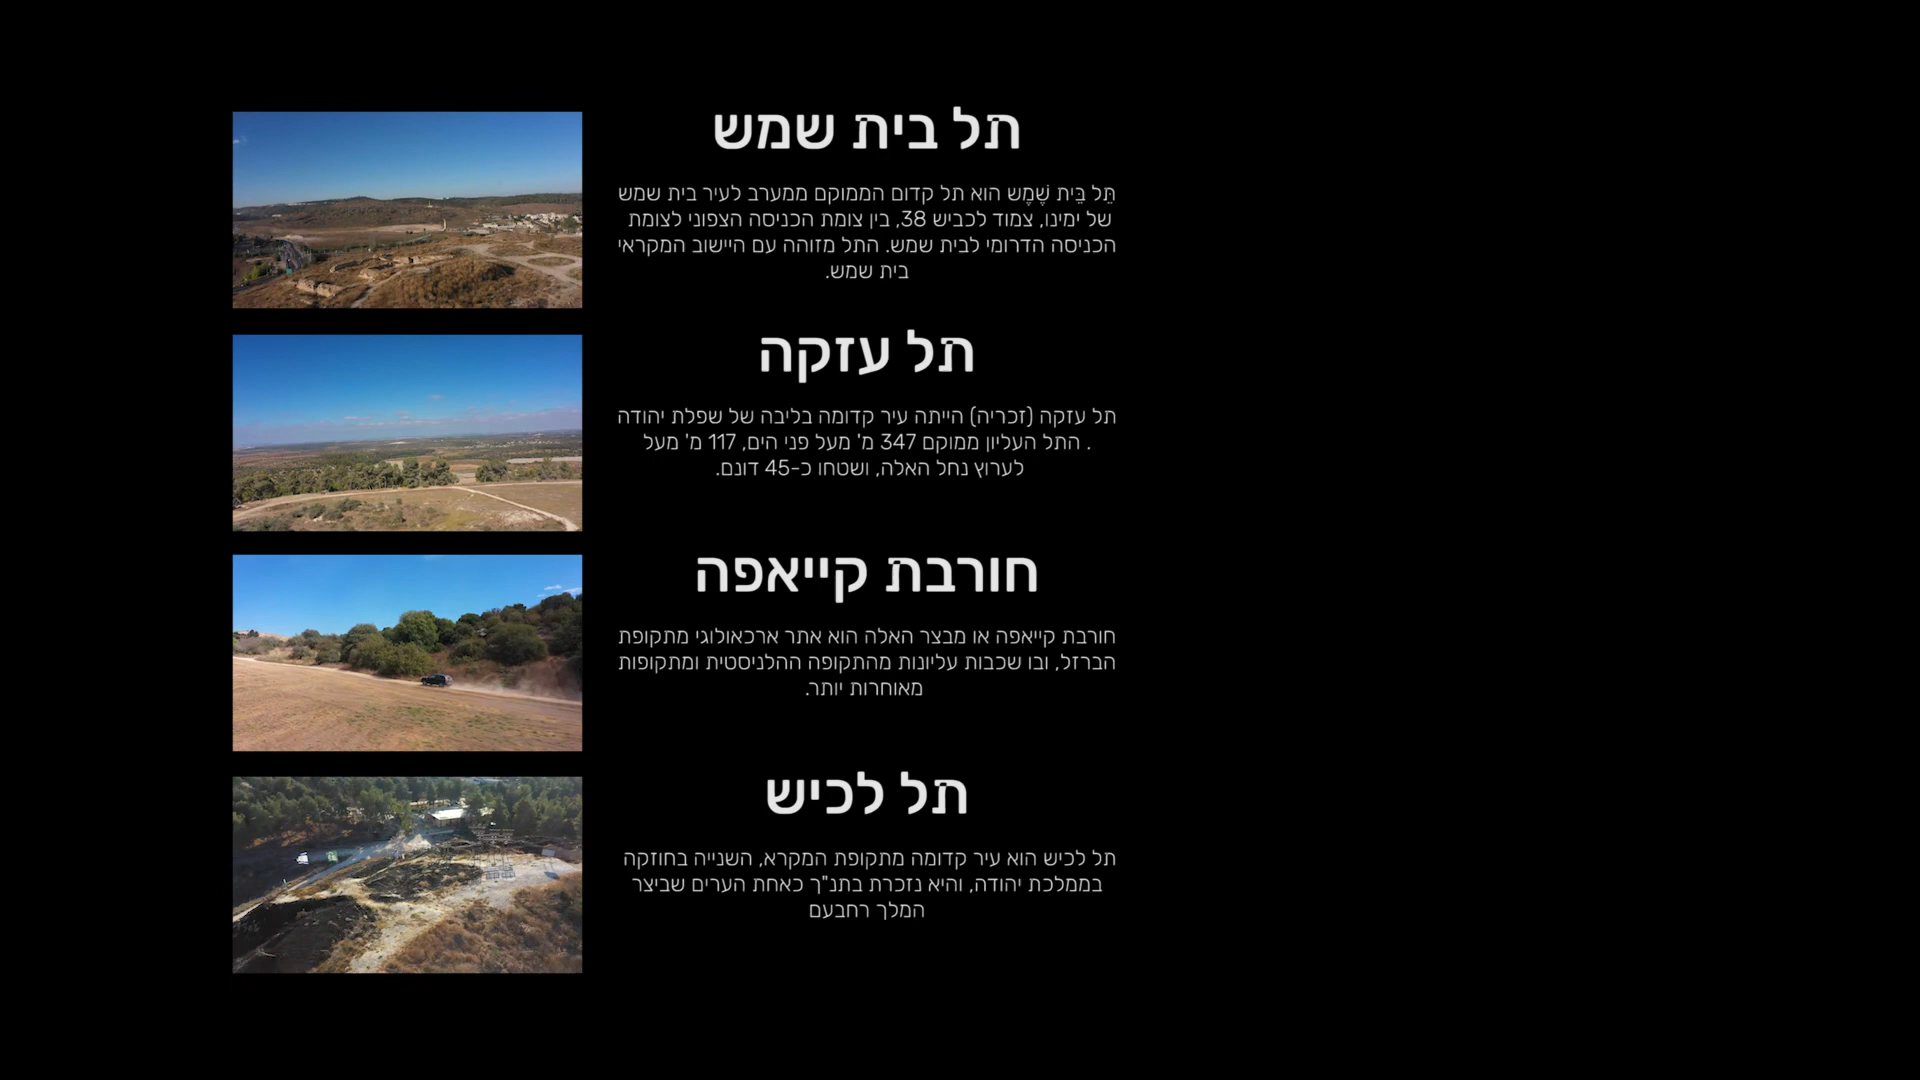 תל בית שמש
תֵּל בֵּית שֶׁמֶשׁ הוא תל קדום הממוקם ממערב לעיר בית שמש
של ימינו, צמוד לכביש 38, בין צומת הכניסה הצפוני לצומת
הכניסה הדרומי לבית שמש. התל מזוהה עם היישוב המקראי
בית שמש.
תל עזקה
תל עזקה (זכריה) הייתה עיר קדומה בליבה של שפלת יהודה
. התל העליון ממוקם 347 מ' מעל פני הים, 117 מ' מעל
לערוץ נחל האלה, ושטחו כ-45 דונם.
חורבת קייאפה
חורבת קייאפה או מבצר האלה הוא אתר ארכאולוגי מתקופת
הברזל, ובו שכבות עליונות מהתקופה ההלניסטית ומתקופות
מאוחרות יותר.
תל לכיש
תל לכיש הוא עיר קדומה מתקופת המקרא, השנייה בחוזקה
בממלכת יהודה, והיא נזכרת בתנ"ך כאחת הערים שביצר
המלך רחבעם